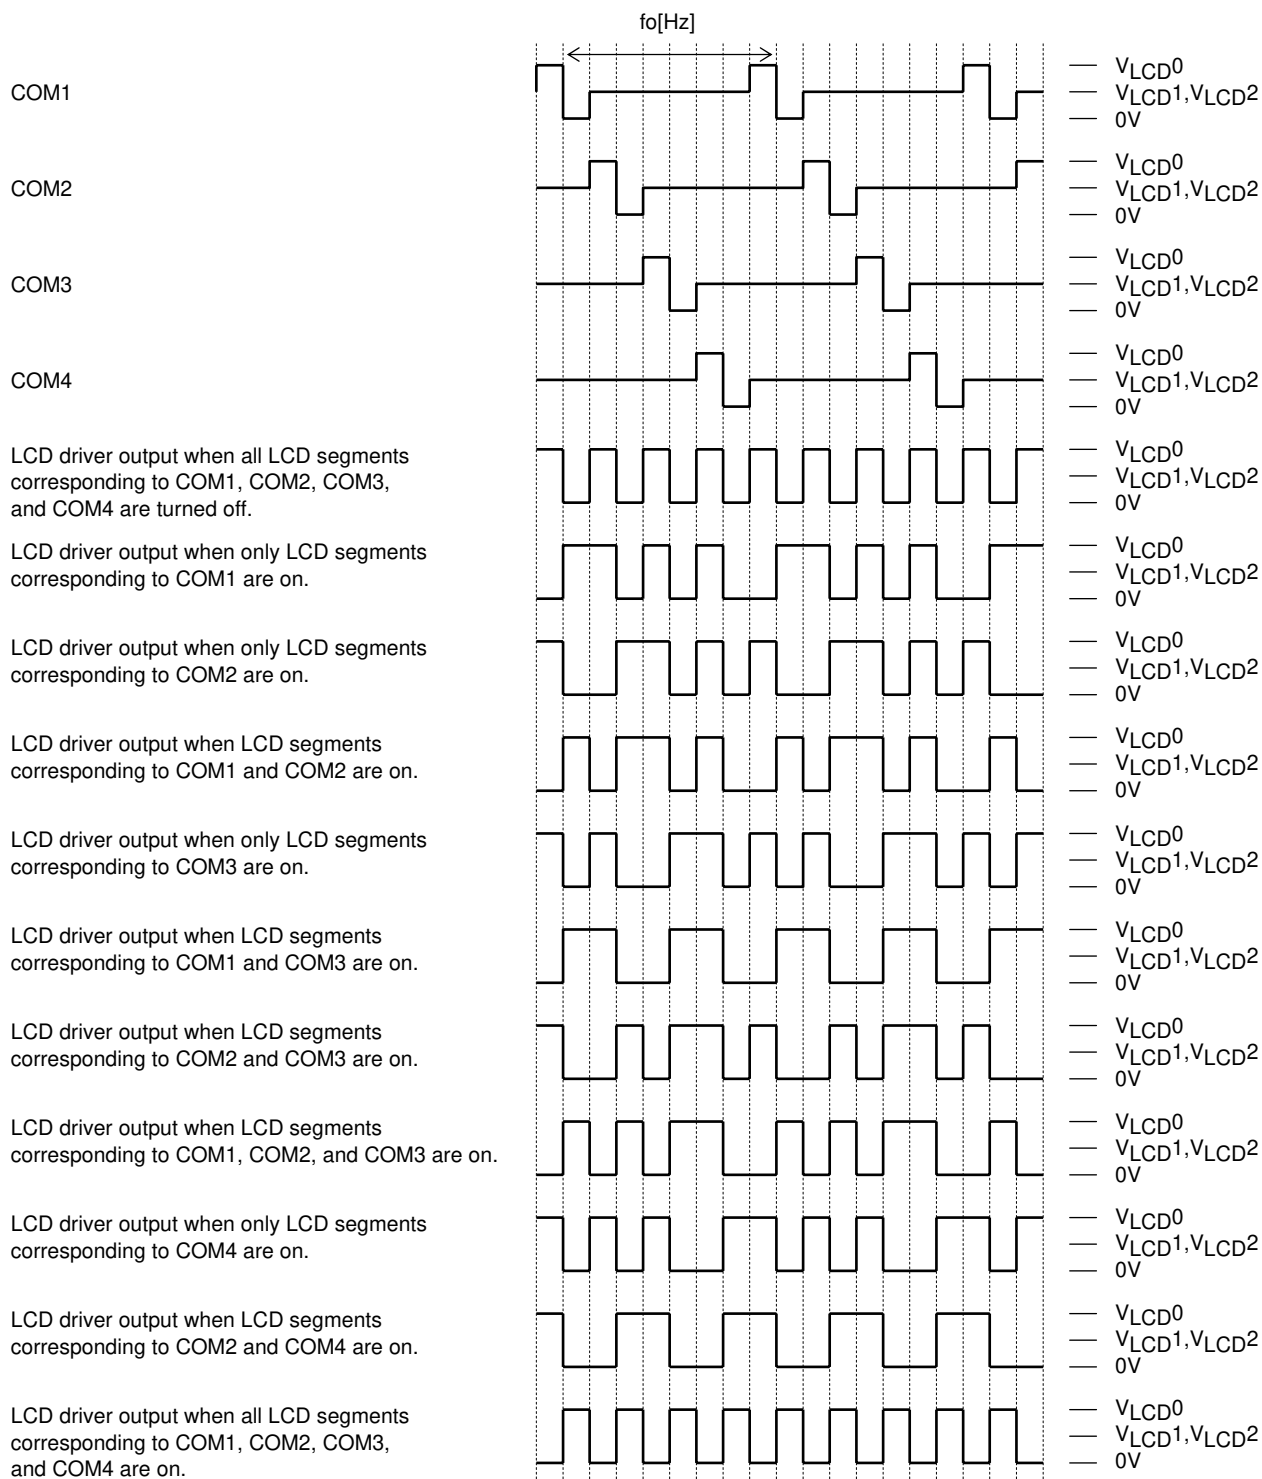 fo[Hz]
COM1
VLCD0
VLCD1,VLCD2
0V
COM2
VLCD0
VLCD1,VLCD2
0V
COM3
VLCD0
VLCD1,VLCD2
0V
COM4
VLCD0
VLCD1,VLCD2
0V
LCD driver output when all LCD segments
corresponding to COM1, COM2, COM3,
and COM4 are turned off.
VLCD0
VLCD1,VLCD2
0V
LCD driver output when only LCD segments
corresponding to COM1 are on.
VLCD0
VLCD1,VLCD2
0V
LCD driver output when only LCD segments
corresponding to COM2 are on.
VLCD0
VLCD1,VLCD2
0V
LCD driver output when LCD segments
corresponding to COM1 and COM2 are on.
VLCD0
VLCD1,VLCD2
0V
LCD driver output when only LCD segments
corresponding to COM3 are on.
VLCD0
VLCD1,VLCD2
0V
LCD driver output when LCD segments
corresponding to COM1 and COM3 are on.
VLCD0
VLCD1,VLCD2
0V
LCD driver output when LCD segments
corresponding to COM2 and COM3 are on.
VLCD0
VLCD1,VLCD2
0V
LCD driver output when LCD segments
corresponding to COM1, COM2, and COM3 are on.
VLCD0
VLCD1,VLCD2
0V
LCD driver output when only LCD segments
corresponding to COM4 are on.
VLCD0
VLCD1,VLCD2
0V
LCD driver output when LCD segments
corresponding to COM2 and COM4 are on.
VLCD0
VLCD1,VLCD2
0V
LCD driver output when all LCD segments
corresponding to COM1, COM2, COM3,
and COM4 are on.
VLCD0
VLCD1,VLCD2
0V